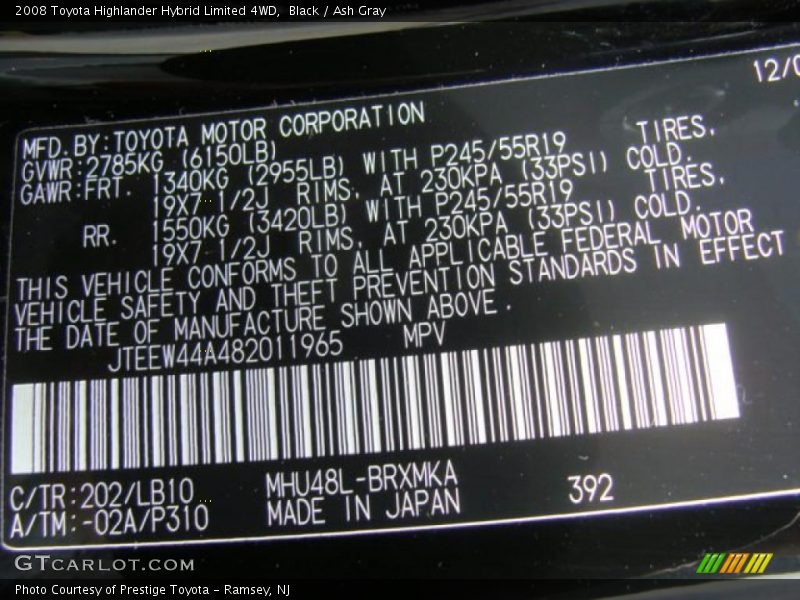 2008 Toyota Highlander Hybrid Limited 4WD, Black / Ash Gray
12/0
MFD. BY: TOYOTA MOTOR CORPORATION
GVWR: 2785KG (6150LB)
GAWR: FRT. 1340KG (2955LB) WITH P245/55R19 TIRES,
19X7 1/2J RIMS, AT 230KPA (33PSI) COLD.
RR. 1550KG (3420LB) WITH P245/55R19 TIRES,
19X7 1/2J RIMS, AT 230KPA (33PSI) COLD.
THIS VEHICLE CONFORMS TO ALL APPLICABLE FEDERAL MOTOR
VEHICLE SAFETY AND THEFT PREVENTION STANDARDS IN EFFECT
THE DATE OF MANUFACTURE SHOWN ABOVE.
JTEEW44A482011965 MPV
C/TR: 202/LB10 MHU48L-BRXMKA 392
A/TM: -02A/P310 MADE IN JAPAN
GTCARLOT.COM
Photo Courtesy of Prestige Toyota - Ramsey, NJ